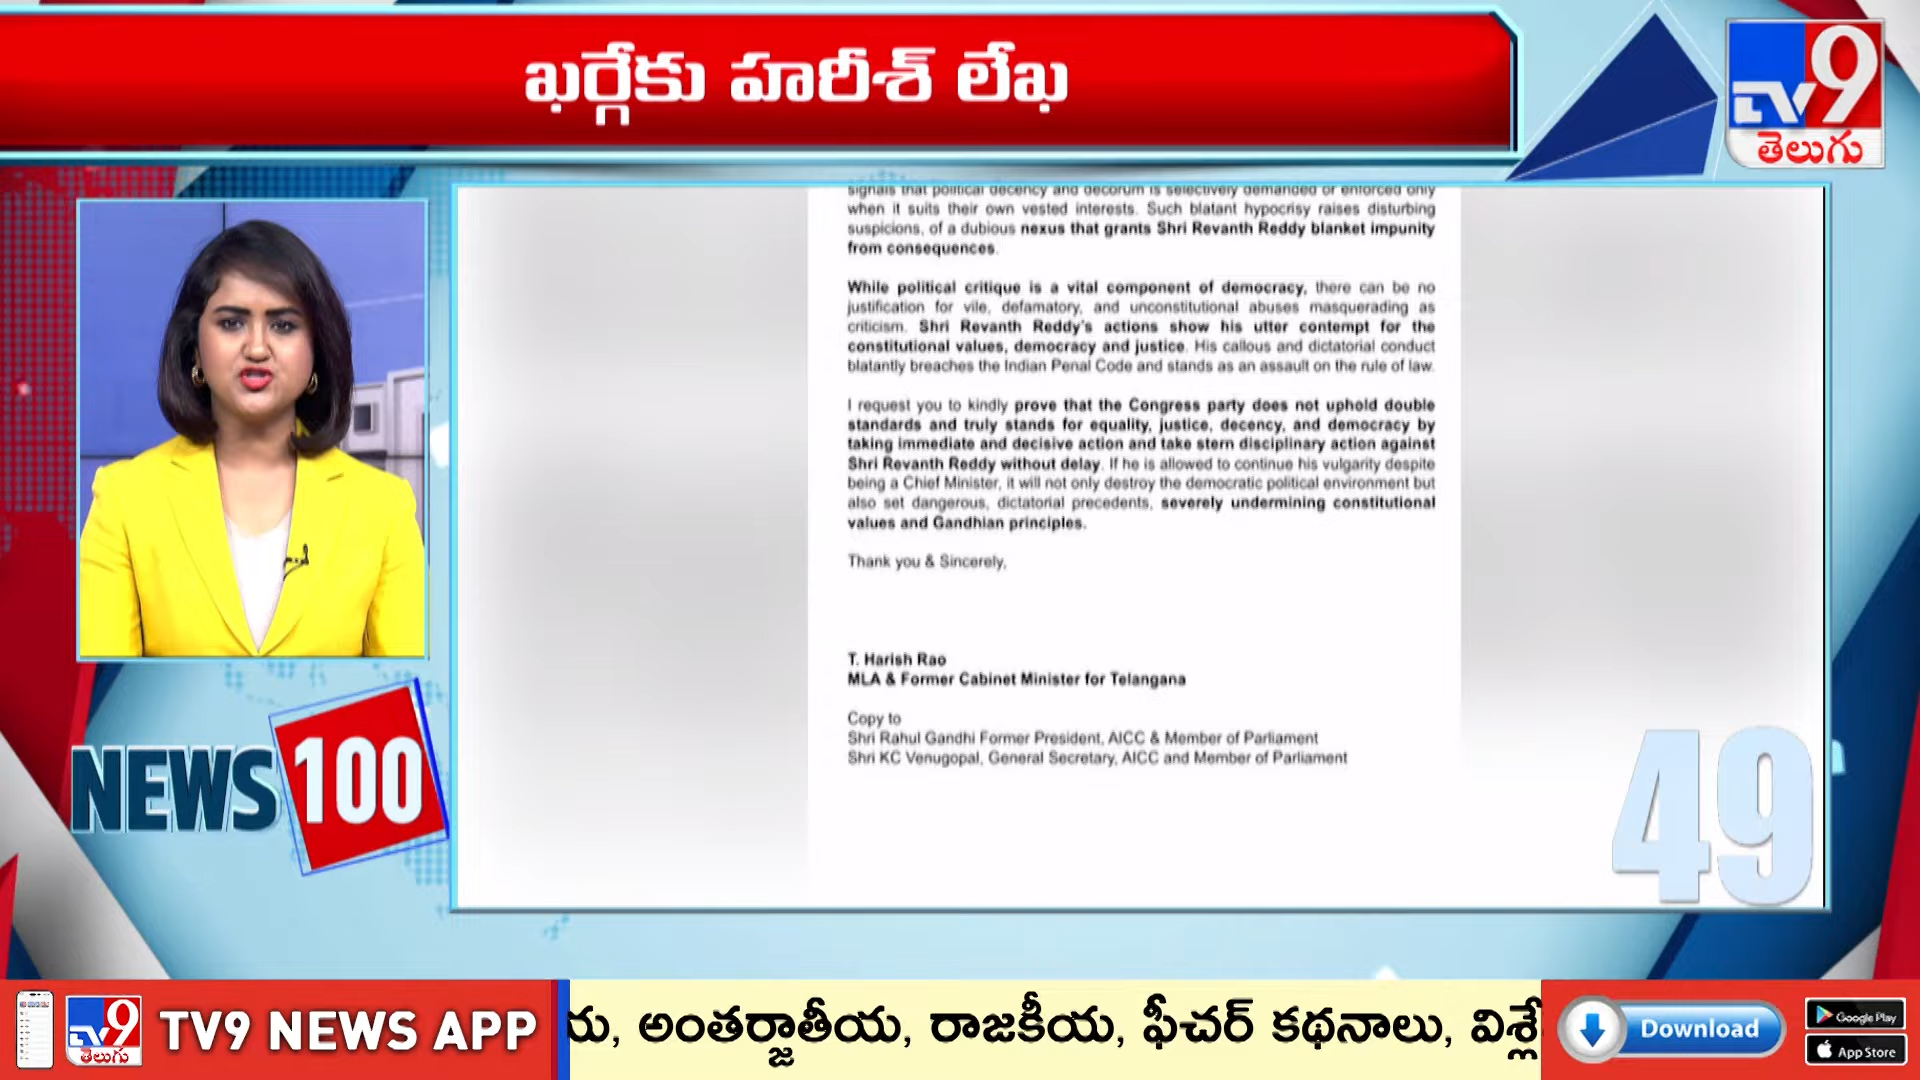 ఖర్గేకు హరీశ్ లేఖ
TV9
తెలుగు
signals that political decency and decorum is selectively demanded or enforced only
when it suits their own vested interests. Such blatant hypocrisy raises disturbing
suspicions, of a dubious nexus that grants Shri Revanth Reddy blanket impunity
from consequences.
While political critique is a vital component of democracy, there can be no
justification for vile, defamatory, and unconstitutional abuses masquerading as
criticism. Shri Revanth Reddy's actions show his utter contempt for the
constitutional values, democracy and justice. His callous and dictatorial conduct
blatantly breaches the Indian Penal Code and stands as an assault on the rule of law.
I request you to kindly prove that the Congress party does not uphold double
standards and truly stands for equality, justice, decency, and democracy by
taking immediate and decisive action and take stern disciplinary action against
Shri Revanth Reddy without delay. If he is allowed to continue his vulgarity despite
being a Chief Minister, it will not only destroy the democratic political environment but
also set dangerous, dictatorial precedents, severely undermining constitutional
values and Gandhian principles.
Thank you & Sincerely,
T. Harish Rao
MLA & Former Cabinet Minister for Telangana
Copy to
Shri Rahul Gandhi Former President, AICC & Member of Parliament
Shri KC Venugopal, General Secretary, AICC and Member of Parliament
NEWS 100
49
TV9
తెలుగు
TV9 NEWS APP
ను, అంతర్జాతీయ, రాజకీయ, ఫీచర్ కథనాలు, విశ్లే
Download
Google Play
App Store